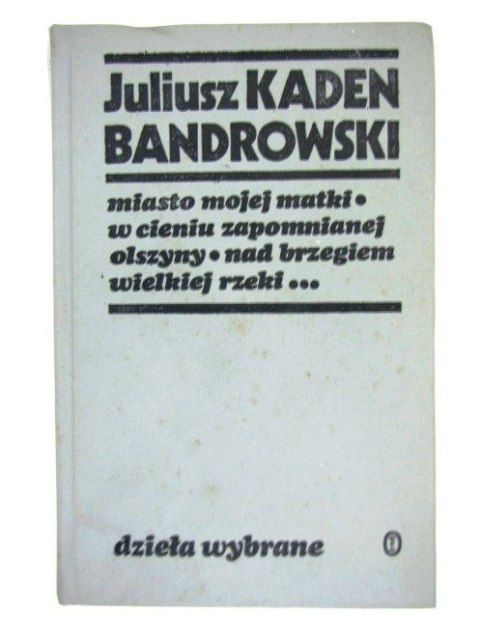 Juliusz KADEN
BANDROWSKI
miasto mojej matki •
w cieniu zapomnianej
olszyny • nad brzegiem
wielkiej rzeki •••
dzieła wybrane